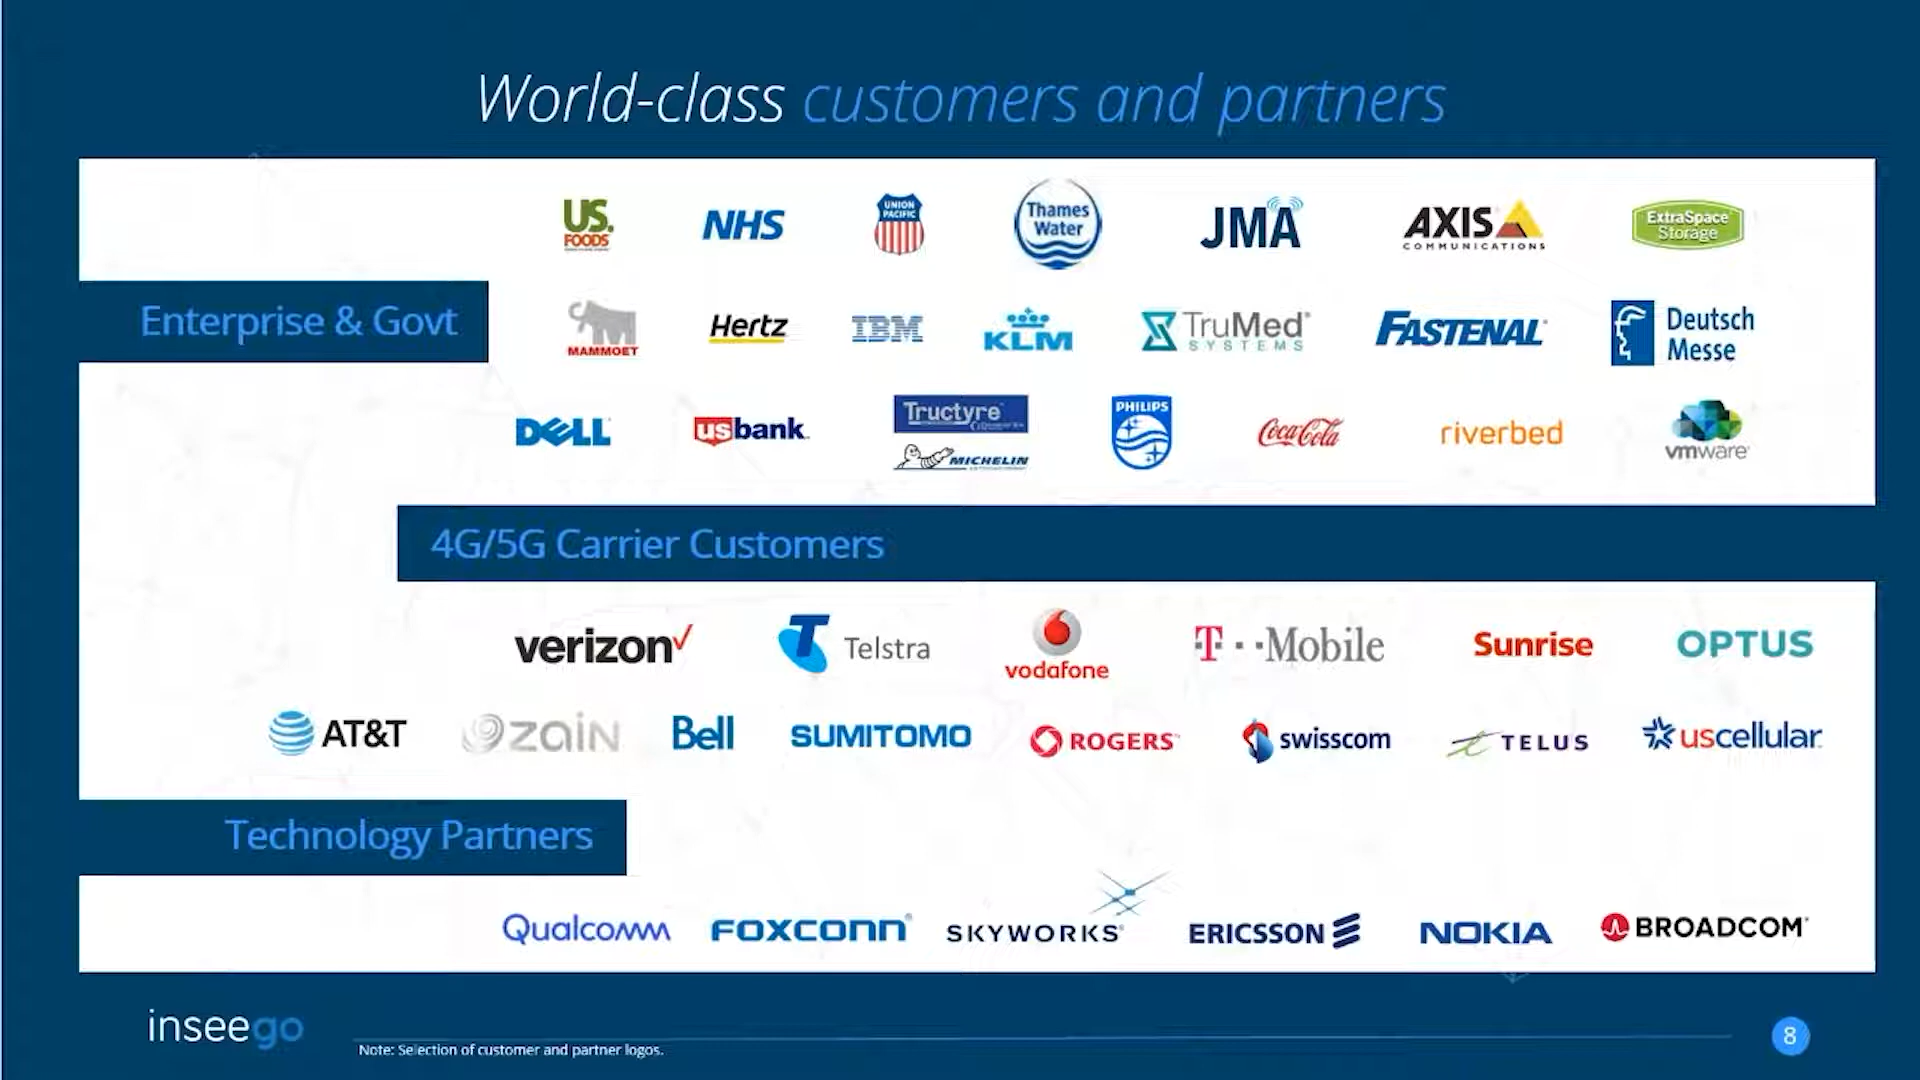 World-class customers and partners
US. FOODS
NHS
UNION PACIFIC
Thames Water
JMA
AXIS COMMUNICATIONS
ExtraSpace Storage
Enterprise & Govt
MAMMOET
Hertz
IBM
KLM
TruMed® SYSTEMS
FASTENAL
Deutsch Messe
DELL
usbank.
Tructyre
MICHELIN
PHILIPS
Coca-Cola
riverbed
vmware
4G/5G Carrier Customers
verizon
Telstra
vodafone
T··Mobile
Sunrise
OPTUS
AT&T
zain
Bell
SUMITOMO
ROGERS
swisscom
TELUS
uscellular
Technology Partners
Qualcomm
FOXCONN®
SKYWORKS
ERICSSON
NOKIA
BROADCOM
inseego
Note: Selection of customer and partner logos.
8